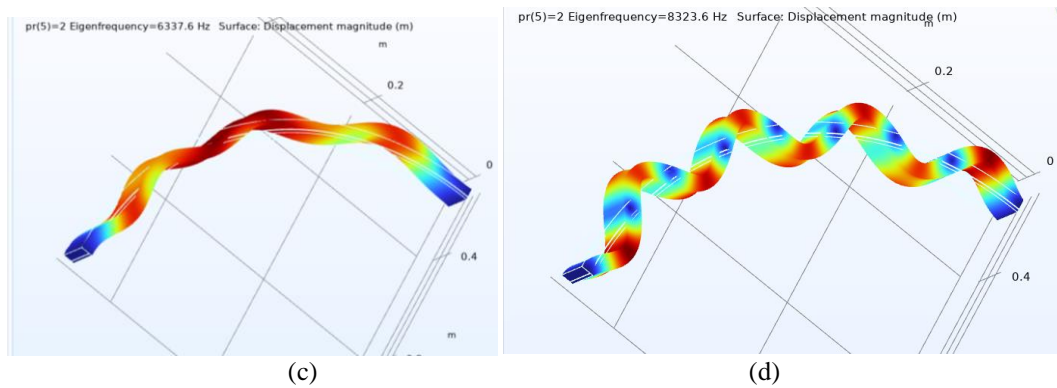 pr(5)=2 Eigenfrequency=6337.6 Hz Surface: Displacement magnitude (m)
m
0.2
0
0.4
m
(c)
pr(5)=2 Eigenfrequency=8323.6 Hz Surface: Displacement magnitude (m)
m
0.2
0
0.4
(d)